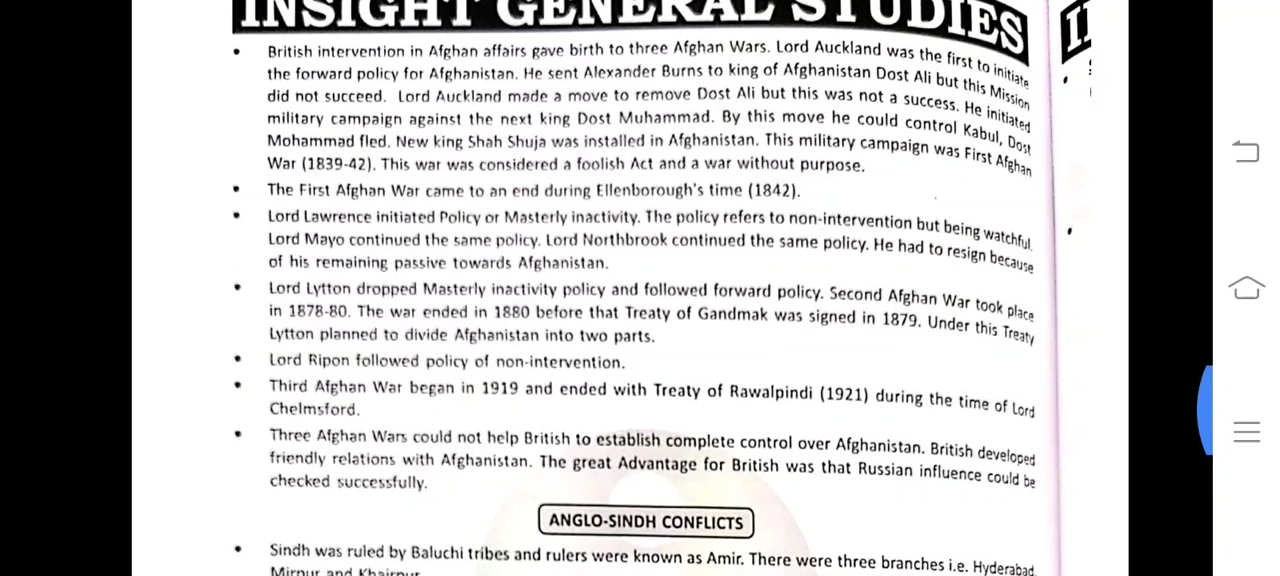 INSIGHT GENERAL STUDIES
• British intervention in Afghan affairs gave birth to three Afghan Wars. Lord Auckland was the first to initiate
the forward policy for Afghanistan. He sent Alexander Burns to king of Afghanistan Dost Ali but this Mission
did not succeed. Lord Auckland made a move to remove Dost Ali but this was not a success. He initiated
military campaign against the next king Dost Muhammad. By this move he could control Kabul, Dost
Mohammad fled. New king Shah Shuja was installed in Afghanistan. This military campaign was First Afghan
War (1839-42). This war was considered a foolish Act and a war without purpose.
• The First Afghan War came to an end during Ellenborough's time (1842).
• Lord Lawrence initiated Policy or Masterly inactivity. The policy refers to non-intervention but being watchful.
Lord Mayo continued the same policy. Lord Northbrook continued the same policy. He had to resign because
of his remaining passive towards Afghanistan.
• Lord Lytton dropped Masterly inactivity policy and followed forward policy. Second Afghan War took place
in 1878-80. The war ended in 1880 before that Treaty of Gandmak was signed in 1879. Under this Treaty
Lytton planned to divide Afghanistan into two parts.
• Lord Ripon followed policy of non-intervention.
• Third Afghan War began in 1919 and ended with Treaty of Rawalpindi (1921) during the time of Lord
Chelmsford.
• Three Afghan Wars could not help British to establish complete control over Afghanistan. British developed
friendly relations with Afghanistan. The great Advantage for British was that Russian influence could be
checked successfully.
ANGLO-SINDH CONFLICTS
• Sindh was ruled by Baluchi tribes and rulers were known as Amir. There were three branches i.e. Hyderabad,
Mirpur and Khairpur